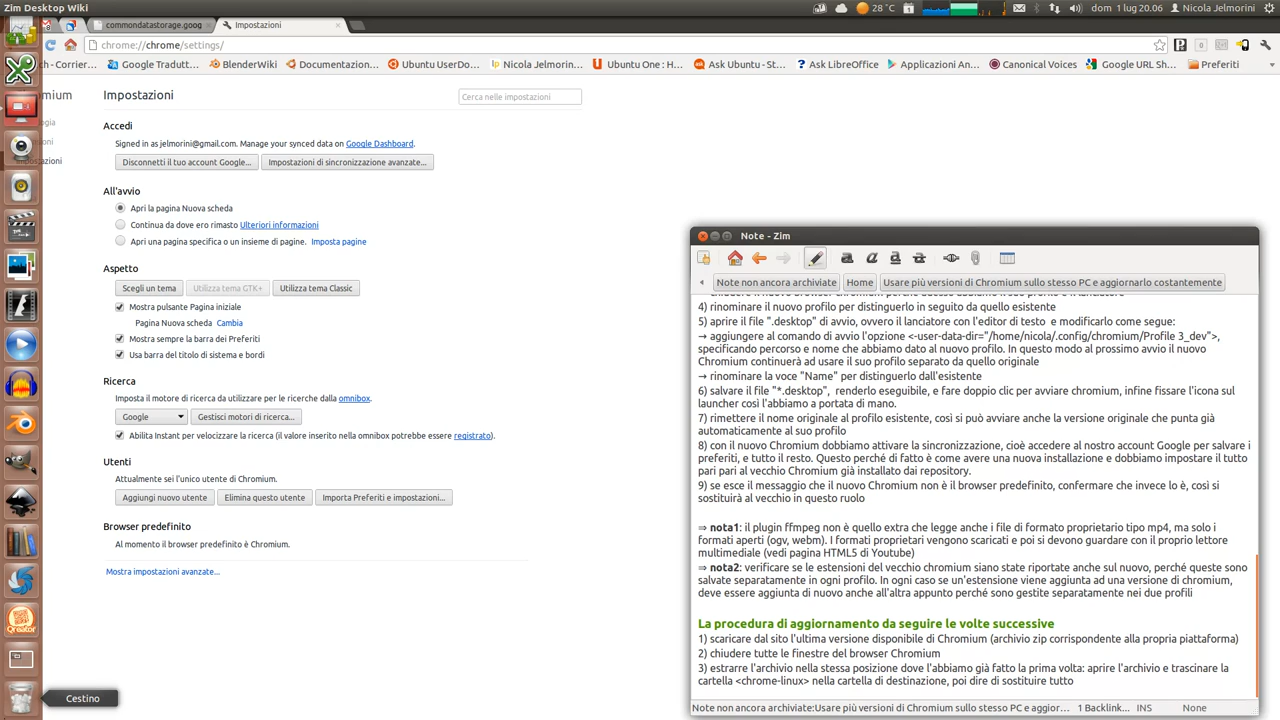 Zim Desktop Wiki
28 °C
dom 1 lug 20.06
Nicola Jelmorini
commondatastorage.goog
Impostazioni
chrome://chrome/settings/
h - Corrier...
Google Tradutt...
BlenderWiki
Documentazion...
Ubuntu UserDo...
Nicola Jelmorin...
Ubuntu One : H...
Ask Ubuntu - St...
Ask LibreOffice
Applicazioni An...
Canonical Voices
Google URL Sh...
Preferiti
omium
Impostazioni
Cerca nelle impostazioni
ologia
ioni
Impostazioni
Accedi
Signed in as jelmorini@gmail.com. Manage your synced data on Google Dashboard.
Disconnetti il tuo account Google...
Impostazioni di sincronizzazione avanzate...
All'avvio
Apri la pagina Nuova scheda
Continua da dove ero rimasto Ulteriori informazioni
Apri una pagina specifica o un insieme di pagine. Imposta pagine
Aspetto
Scegli un tema
Utilizza tema GTK+
Utilizza tema Classic
Mostra pulsante Pagina iniziale
Pagina Nuova scheda Cambia
Mostra sempre la barra dei Preferiti
Usa barra del titolo di sistema e bordi
Ricerca
Imposta il motore di ricerca da utilizzare per le ricerche dalla omnibox.
Google
Gestisci motori di ricerca...
Abilita Instant per velocizzare la ricerca (il valore inserito nella omnibox potrebbe essere registrato).
Utenti
Attualmente sei l'unico utente di Chromium.
Aggiungi nuovo utente
Elimina questo utente
Importa Preferiti e impostazioni...
Browser predefinito
Al momento il browser predefinito è Chromium.
Mostra impostazioni avanzate...
Qreator
Cestino
Note - Zim
Note non ancora archiviate
Home
Usare più versioni di Chromium sullo stesso PC e aggiornarlo costantemente
4) rinominare il nuovo profilo per distinguerlo in seguito da quello esistente
5) aprire il file ".desktop" di avvio, ovvero il lanciatore con l'editor di testo e modificarlo come segue:
→ aggiungere al comando di avvio l'opzione <-user-data-dir="/home/nicola/.config/chromium/Profile 3_dev">,
specificando percorso e nome che abbiamo dato al nuovo profilo. In questo modo al prossimo avvio il nuovo
Chromium continuerà ad usare il suo profilo separato da quello originale
→ rinominare la voce "Name" per distinguerlo dall'esistente
6) salvare il file "*.desktop", renderlo eseguibile, e fare doppio clic per avviare chromium, infine fissare l'icona sul
launcher così l'abbiamo a portata di mano.
7) rimettere il nome originale al profilo esistente, così si può avviare anche la versione originale che punta già
automaticamente al suo profilo
8) con il nuovo Chromium dobbiamo attivare la sincronizzazione, cioè accedere al nostro account Google per salvare i
preferiti, e tutto il resto. Questo perché di fatto è come avere una nuova installazione e dobbiamo impostare il tutto
pari pari al vecchio Chromium già installato dai repository.
9) se esce il messaggio che il nuovo Chromium non è il browser predefinito, confermare che invece lo è, così si
sostituirà al vecchio in questo ruolo
⇒ nota1: il plugin ffmpeg non è quello extra che legge anche i file di formato proprietario tipo mp4, ma solo i
formati aperti (ogv, webm). I formati proprietari vengono scaricati e poi si devono guardare con il proprio lettore
multimediale (vedi pagina HTML5 di Youtube)
⇒ nota2: verificare se le estensioni del vecchio chromium siano state riportate anche sul nuovo, perché queste sono
salvate separatamente in ogni profilo. In ogni caso se un'estensione viene aggiunta ad una versione di chromium,
deve essere aggiunta di nuovo anche all'altra appunto perché sono gestite separatamente nei due profili
La procedura di aggiornamento da seguire le volte successive
1) scaricare dal sito l'ultima versione disponibile di Chromium (archivio zip corrispondente alla propria piattaforma)
2) chiudere tutte le finestre del browser Chromium
3) estrarre l'archivio nella stessa posizione dove l'abbiamo già fatto la prima volta: aprire l'archivio e trascinare la
cartella <chrome-linux> nella cartella di destinazione, poi dire di sostituire tutto
Note non ancora archiviate:Usare più versioni di Chromium sullo stesso PC e aggior...
1 Backlink...
INS
None